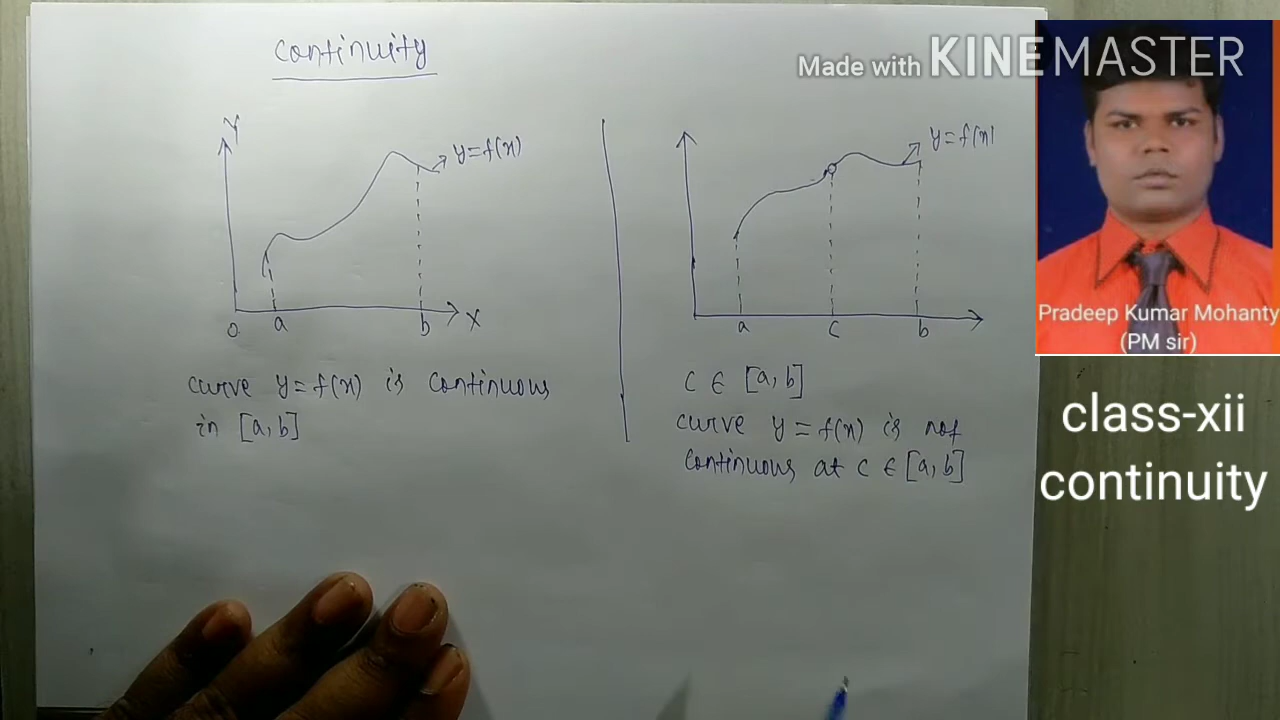 Continuity
Y
y=f(x)
O
a
b
X
curve y=f(x) is continuous
in [a,b]
y=f(x)
a
c
b
C ∈ [a,b]
curve y=f(x) is not
continuous at c ∈ [a,b]
Made with KINEMASTER
Pradeep Kumar Mohanty
(PM sir)
class-xii
continuity